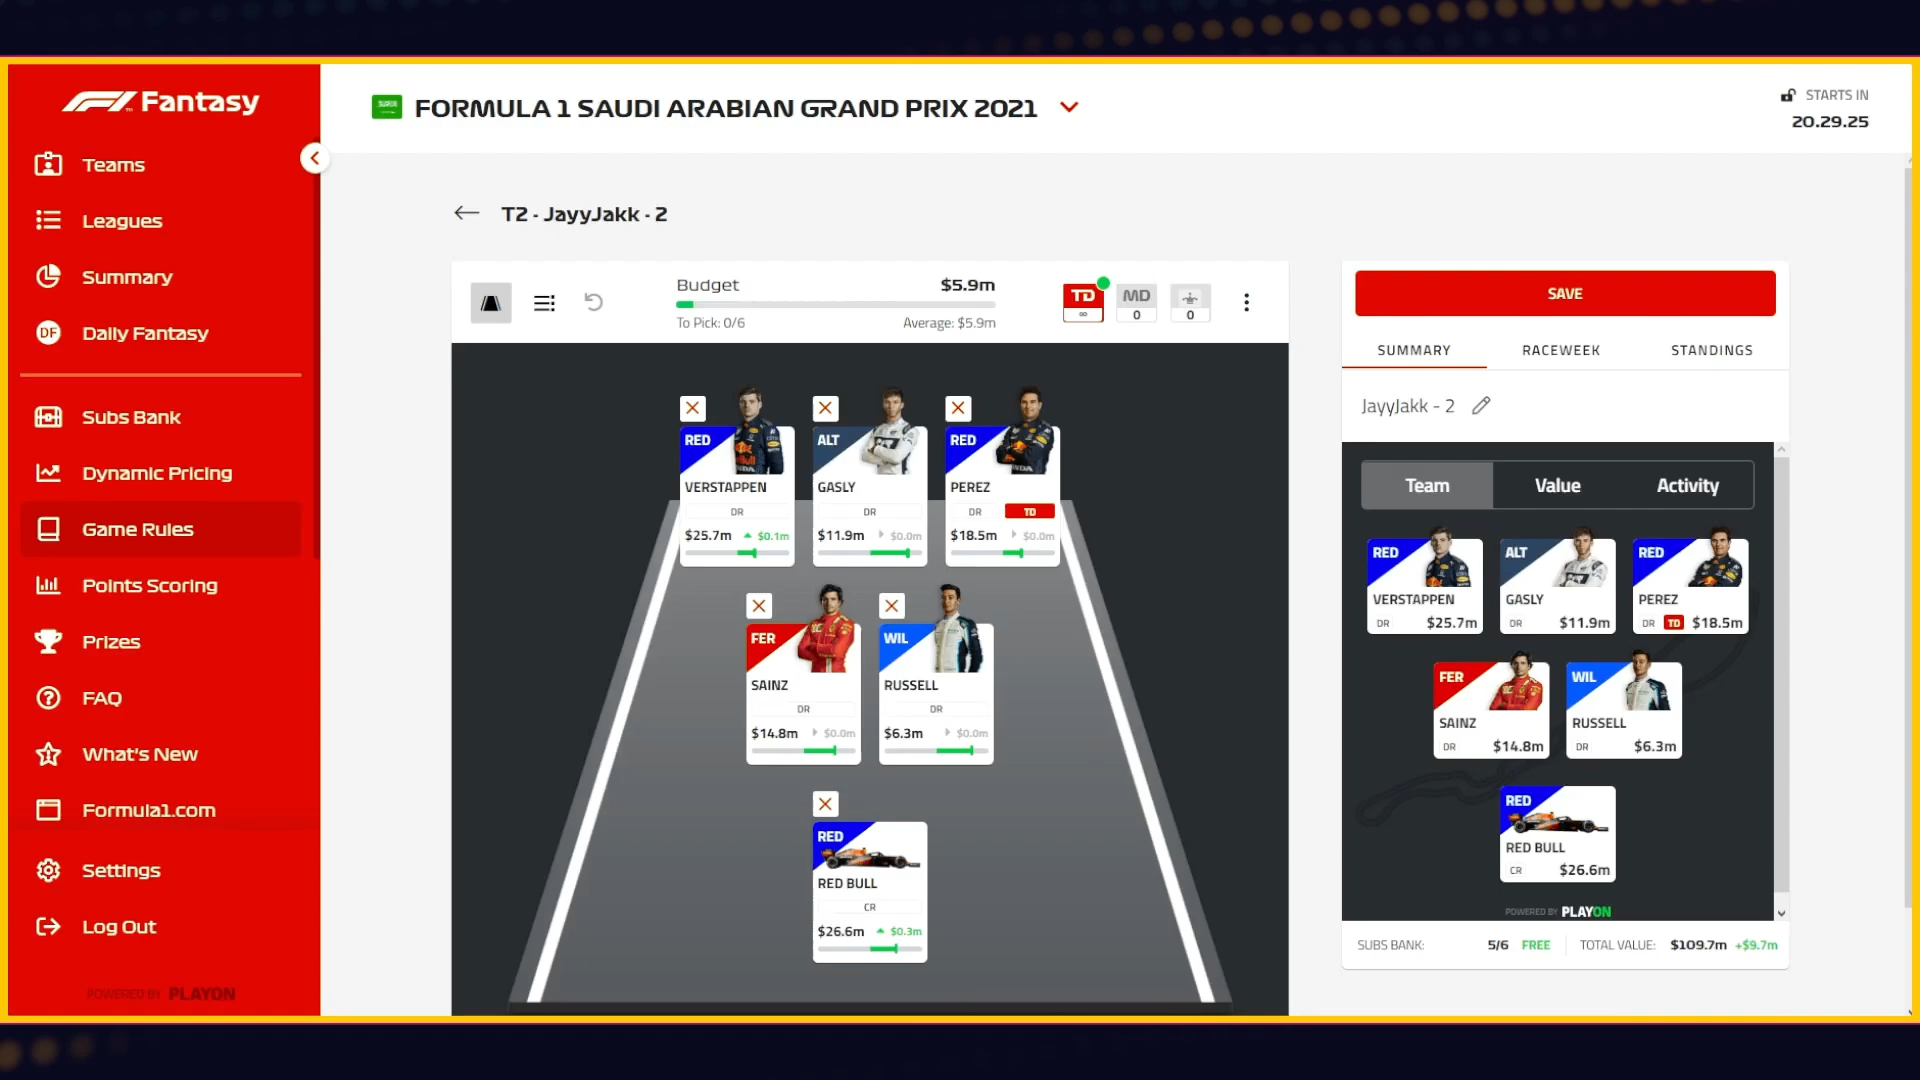 F1 Fantasy
Teams
Leagues
Summary
DF Daily Fantasy
Subs Bank
Dynamic Pricing
Game Rules
Points Scoring
Prizes
FAQ
What's New
Formula1.com
Settings
Log Out
POWERED BY PLAYON
FORMULA 1 SAUDI ARABIAN GRAND PRIX 2021
STARTS IN
20.29.25
T2 - JayyJakk - 2
Budget $5.9m
To Pick: 0/6 Average: $5.9m
TD ∞
MD 0
0
RED
VERSTAPPEN
DR
$25.7m $0.1m
ALT
GASLY
DR
$11.9m $0.0m
RED
PEREZ
DR TD
$18.5m $0.0m
FER
SAINZ
DR
$14.8m $0.0m
WIL
RUSSELL
DR
$6.3m $0.0m
RED
RED BULL
CR
$26.6m $0.3m
SAVE
SUMMARY RACEWEEK STANDINGS
JayyJakk - 2
Team Value Activity
RED
VERSTAPPEN
DR $25.7m
ALT
GASLY
DR $11.9m
RED
PEREZ
DR TD $18.5m
FER
SAINZ
DR $14.8m
WIL
RUSSELL
DR $6.3m
RED
RED BULL
CR $26.6m
POWERED BY PLAYON
SUBS BANK: 5/6 FREE TOTAL VALUE: $109.7m +$9.7m